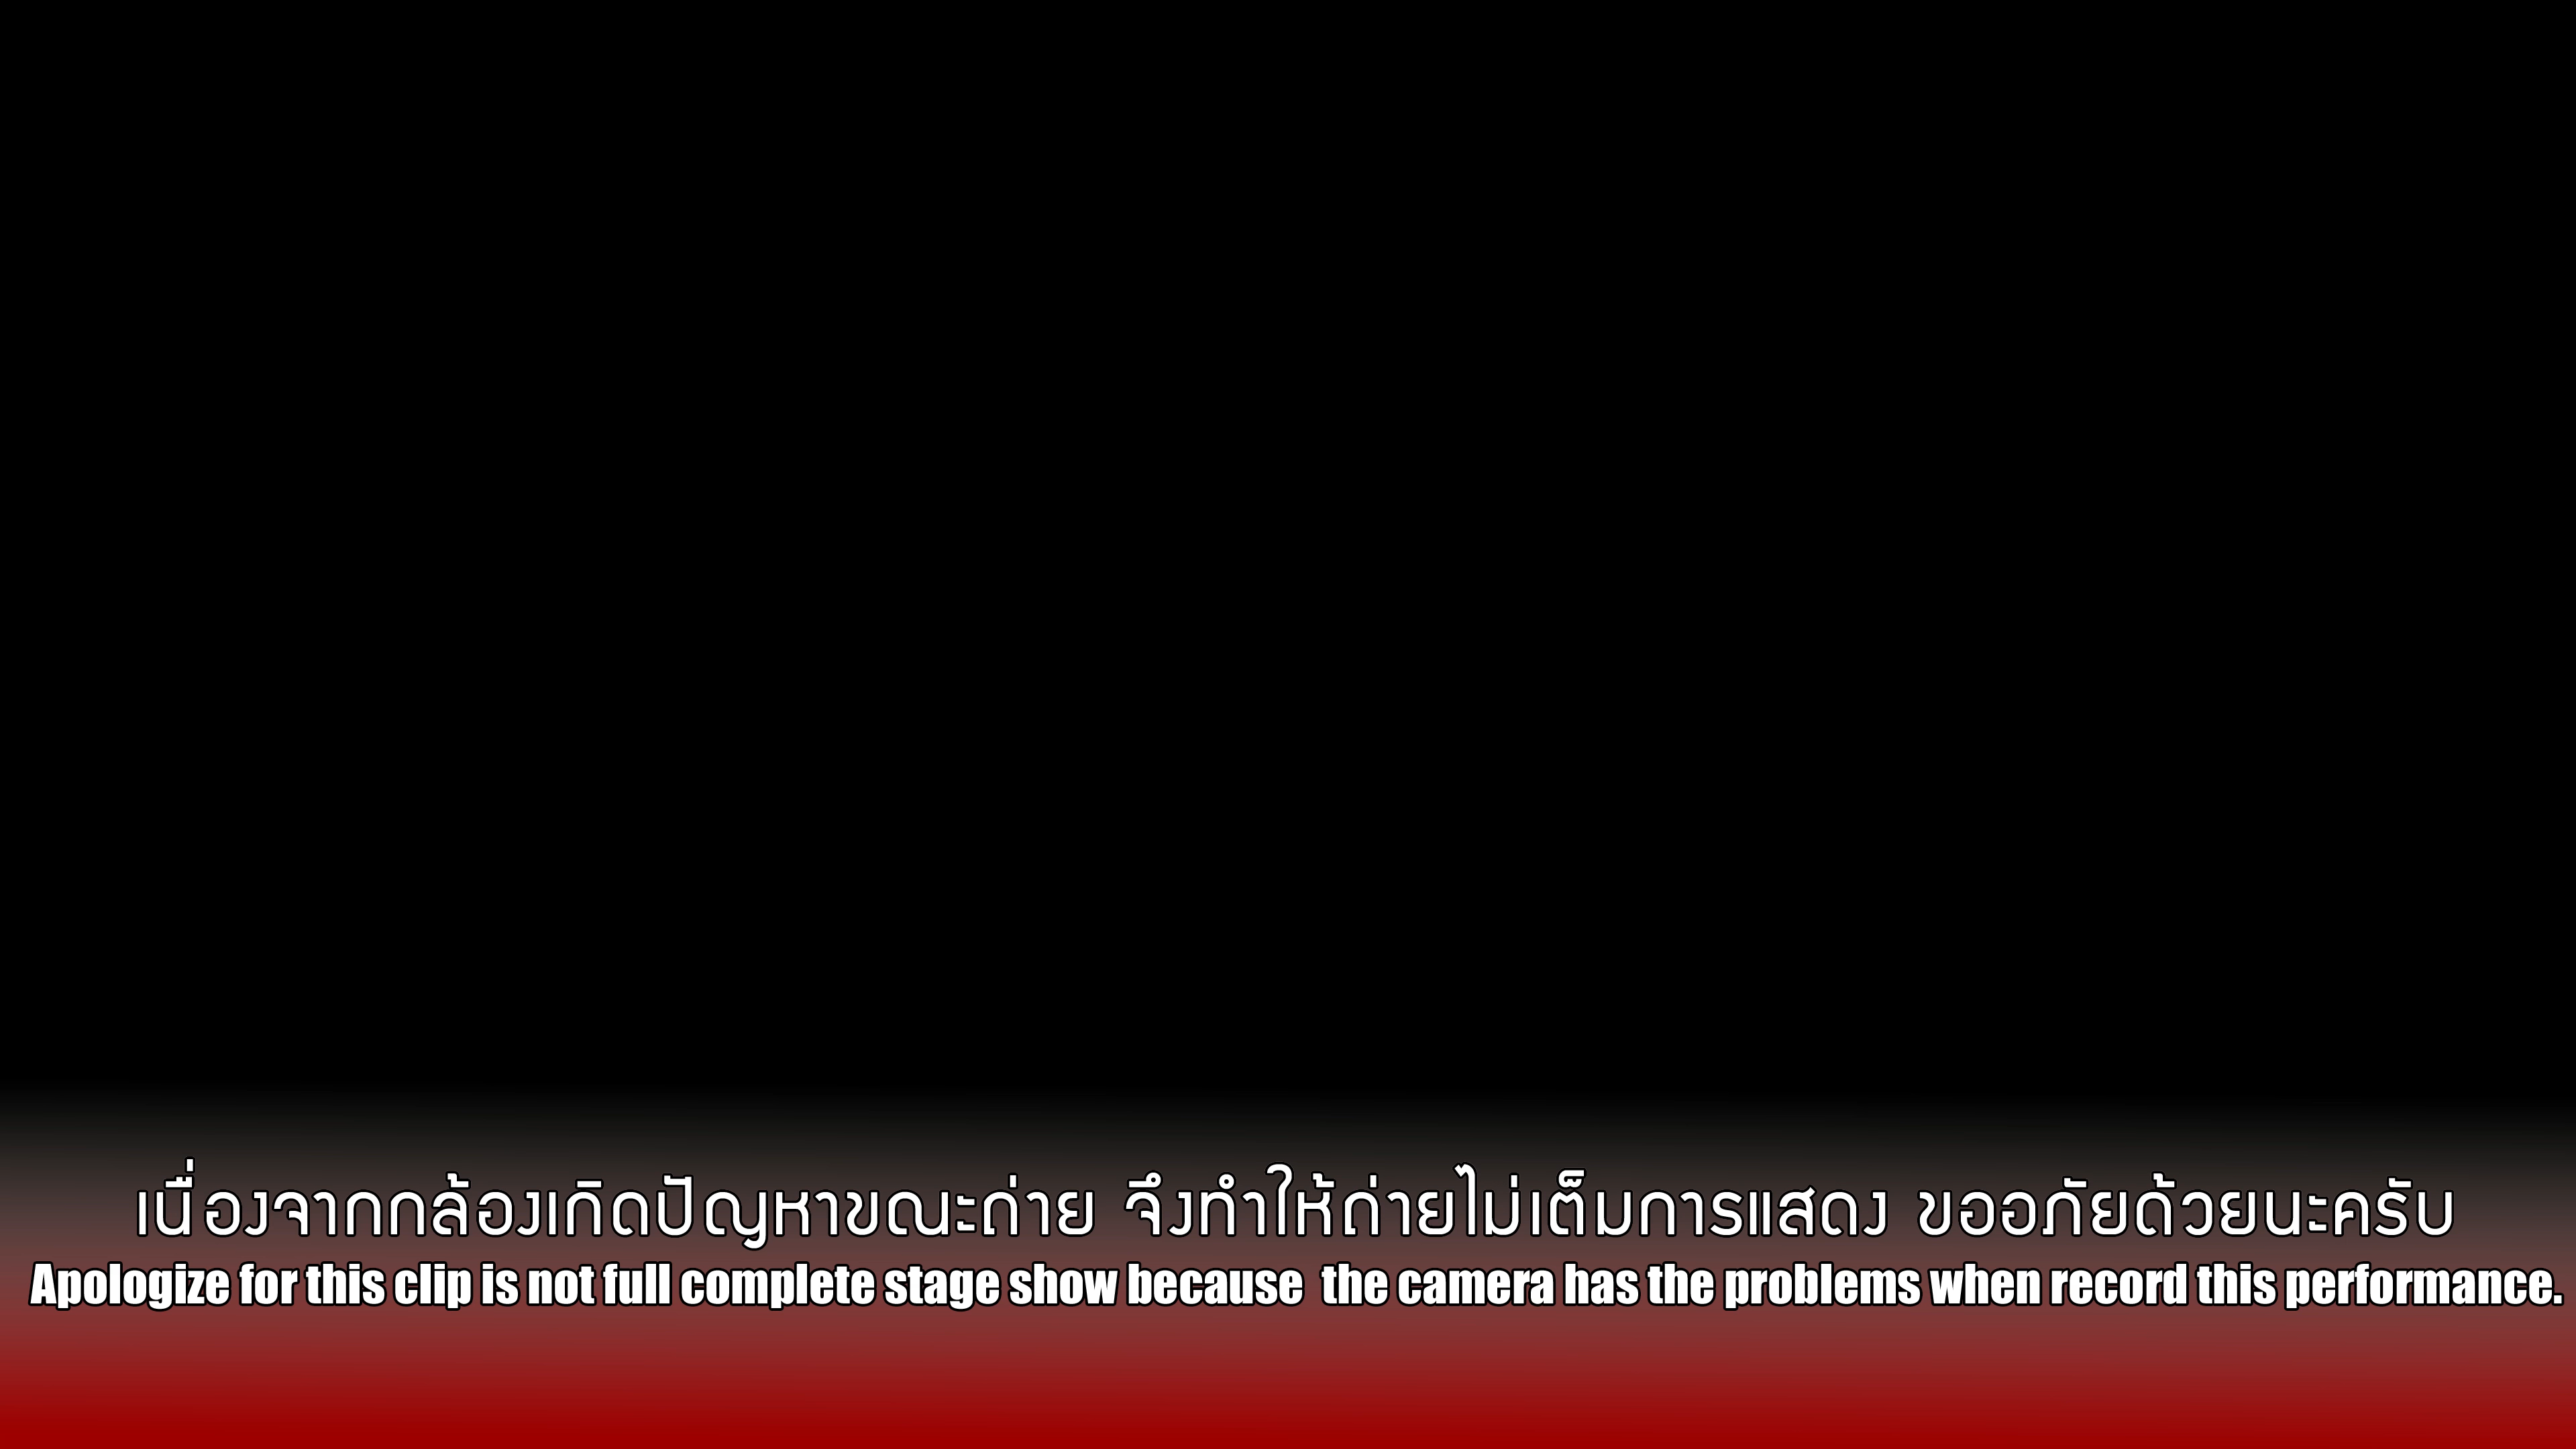 เนื่องจากกล้องเกิดปัญหาขณะถ่าย จึงทำให้ถ่ายไม่เต็มการแสดง ขออภัยด้วยนะครับ
Apologize for this clip is not full complete stage show because  the camera has the problems when record this performance.